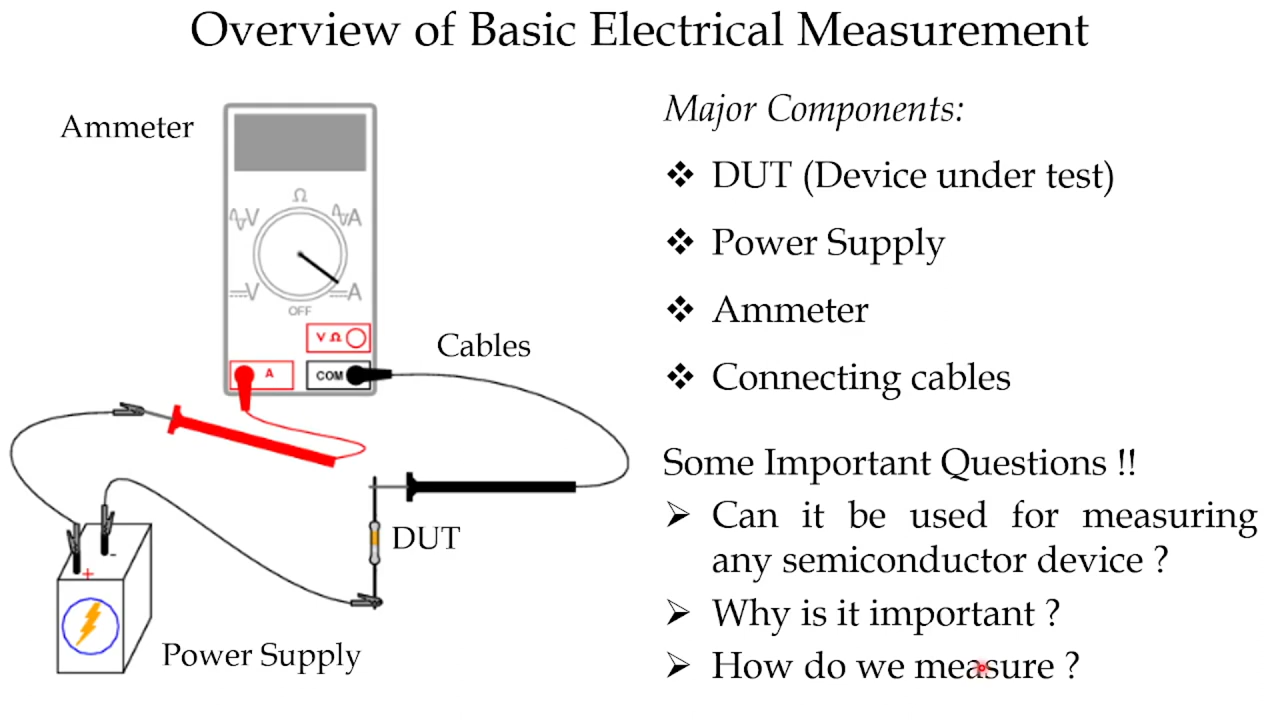 Overview of Basic Electrical Measurement
Ammeter
Ω
V
A
V
A
OFF
V Ω
A
COM
Cables
DUT
+
-
Power Supply
Major Components:
❖ DUT (Device under test)
❖ Power Supply
❖ Ammeter
❖ Connecting cables
Some Important Questions !!
➢ Can it be used for measuring
any semiconductor device ?
➢ Why is it important ?
➢ How do we measure ?